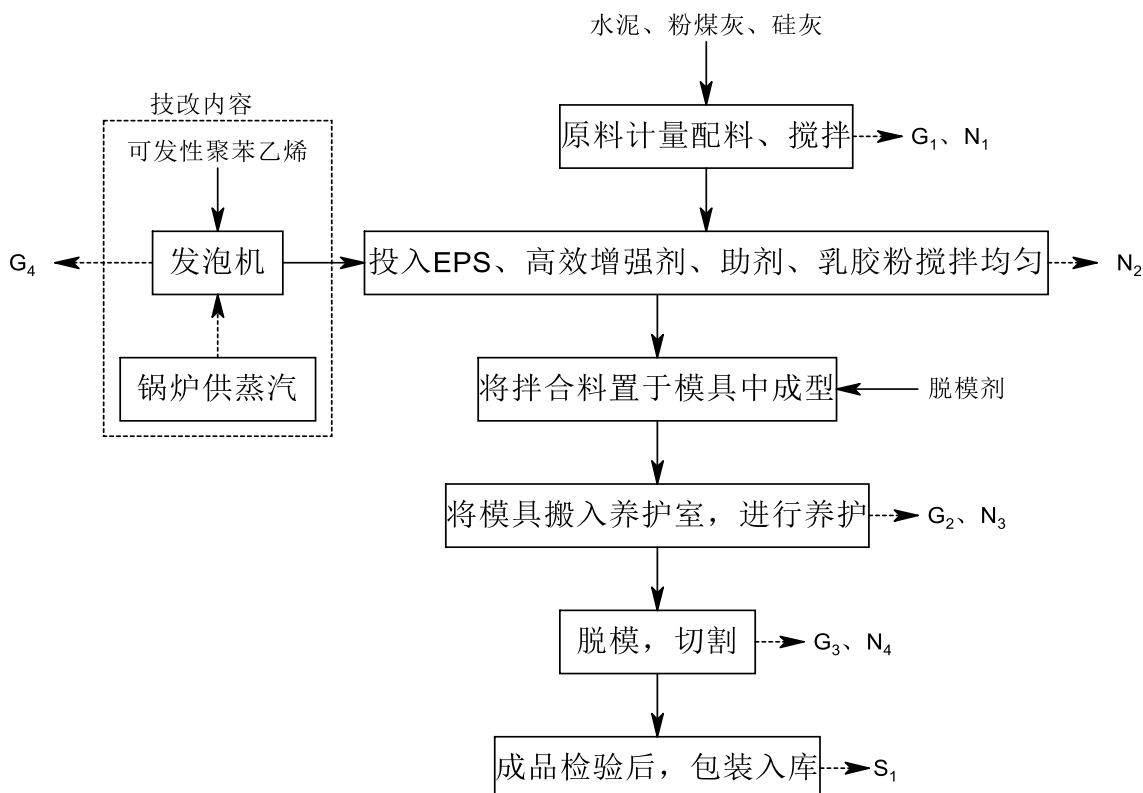 水泥、粉煤灰、硅灰
技改内容
可发性聚苯乙烯
原料计量配料、搅拌
G₁、N₁
G₄
发泡机
投入EPS、高效增强剂、助剂、乳胶粉搅拌均匀
N₂
锅炉供蒸汽
将拌合料置于模具中成型
脱模剂
将模具搬入养护室，进行养护
G₂、N₃
脱模，切割
G₃、N₄
成品检验后，包装入库
S₁